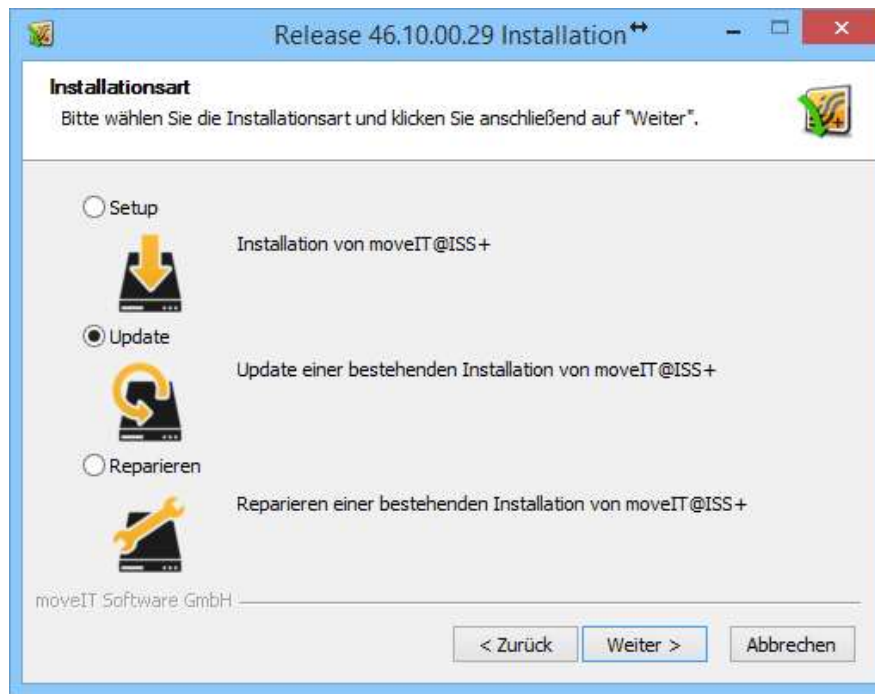 Release 46.10.00.29 Installation
Installationsart
Bitte wählen Sie die Installationsart und klicken Sie anschließend auf "Weiter".
Setup
Installation von moveIT@ISS+
Update
Update einer bestehenden Installation von moveIT@ISS+
Reparieren
Reparieren einer bestehenden Installation von moveIT@ISS+
moveIT Software GmbH
< Zurück
Weiter >
Abbrechen